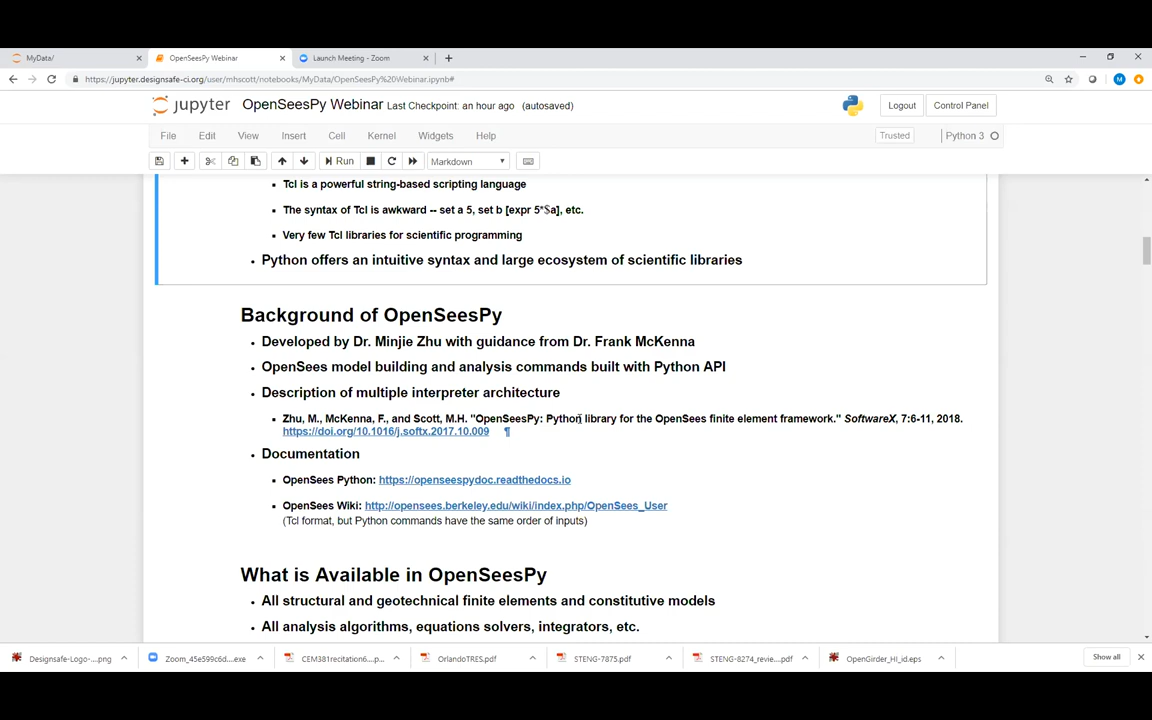 MyData/
OpenSeesPy Webinar
Launch Meeting - Zoom
https://jupyter.designsafe-ci.org/user/mhscott/notebooks/MyData/OpenSeesPy%20Webinar.ipynb#
M
jupyter OpenSeesPy Webinar Last Checkpoint: an hour ago (autosaved)
Logout Control Panel
File Edit View Insert Cell Kernel Widgets Help
Trusted Python 3
Run Markdown
Tcl is a powerful string-based scripting language
The syntax of Tcl is awkward -- set a 5, set b [expr 5*$a], etc.
Very few Tcl libraries for scientific programming
Python offers an intuitive syntax and large ecosystem of scientific libraries
Background of OpenSeesPy
Developed by Dr. Minjie Zhu with guidance from Dr. Frank McKenna
OpenSees model building and analysis commands built with Python API
Description of multiple interpreter architecture
Zhu, M., McKenna, F., and Scott, M.H. "OpenSeesPy: Python library for the OpenSees finite element framework." SoftwareX, 7:6-11, 2018.
https://doi.org/10.1016/j.softx.2017.10.009 ¶
Documentation
OpenSees Python: https://openseespydoc.readthedocs.io
OpenSees Wiki: http://opensees.berkeley.edu/wiki/index.php/OpenSees_User
(Tcl format, but Python commands have the same order of inputs)
What is Available in OpenSeesPy
All structural and geotechnical finite elements and constitutive models
All analysis algorithms, equations solvers, integrators, etc.
Designsafe-Logo-....png
Zoom_45e599c6d....exe
CEM381recitation6....p...
OrlandoTRES.pdf
STENG-7875.pdf
STENG-8274_revie....pdf
OpenGirder_HI_id.eps
Show all